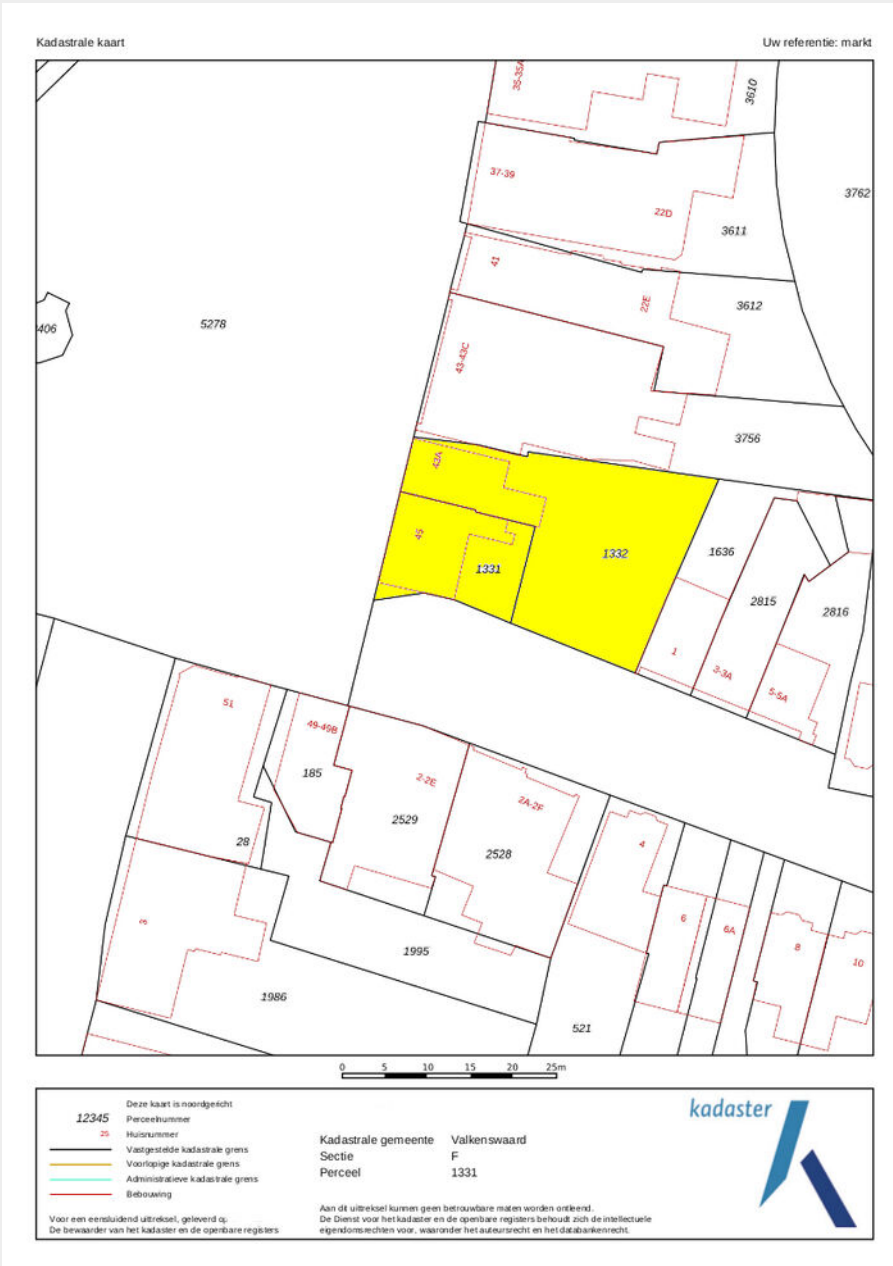 Kadastrale kaart
Uw referentie: markt
35-35A
3610
37-39
3762
22D
3611
41
22E
3612
406
5278
43-43C
3756
43A
45
1331
1332
1636
2815
2816
1
3-3A
5-5A
51
49-49B
185
2-2E
2529
2A-2F
2528
28
4
3
1995
6
6A
8
10
1986
521
0 5 10 15 20 25m
Deze kaart is noordgericht
12345 Perceelnummer
25 Huisnummer
Vastgestelde kadastrale grens
Voorlopige kadastrale grens
Administratieve kadastrale grens
Bebouwing
Voor een eensluidend uittreksel, geleverd op
De bewaarder van het kadaster en de openbare registers
Kadastrale gemeente Valkenswaard
Sectie F
Perceel 1331
Aan dit uittreksel kunnen geen betrouwbare maten worden ontleend.
De Dienst voor het kadaster en de openbare registers behoudt zich de intellectuele
eigendomsrechten voor, waaronder het auteursrecht en het databankenrecht.
kadaster